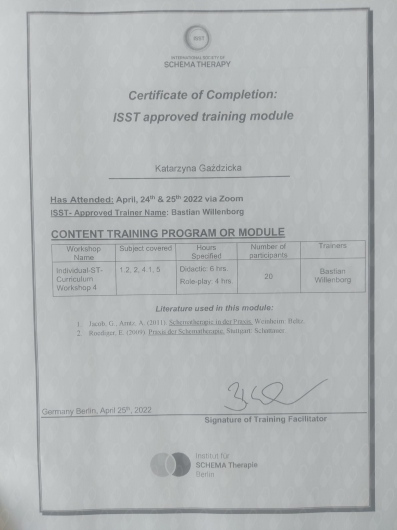 ISST
INTERNATIONAL SOCIETY OF
SCHEMA THERAPY
Certificate of Completion:
ISST approved training module
Katarzyna Gaździcka
Has Attended: April, 24th & 25th 2022 via Zoom
ISST- Approved Trainer Name: Bastian Willenborg
CONTENT TRAINING PROGRAM OR MODULE
Workshop Name
Subject covered
Hours Specified
Number of participants
Trainers
Individual-ST-Curriculum Workshop 4
1.2, 2, 4.1, 5
Didactic: 6 hrs.
Role-play: 4 hrs.
20
Bastian Willenborg
Literature used in this module:
1. Jacob, G., Arntz, A. (2011). Schematherapie in der Praxis. Weinheim: Beltz.
2. Roediger, E. (2009). Praxis der Schematherapie. Stuttgart: Schattauer.
Germany Berlin, April 25th, 2022
Signature of Training Facilitator
Institut für
SCHEMA Therapie
Berlin